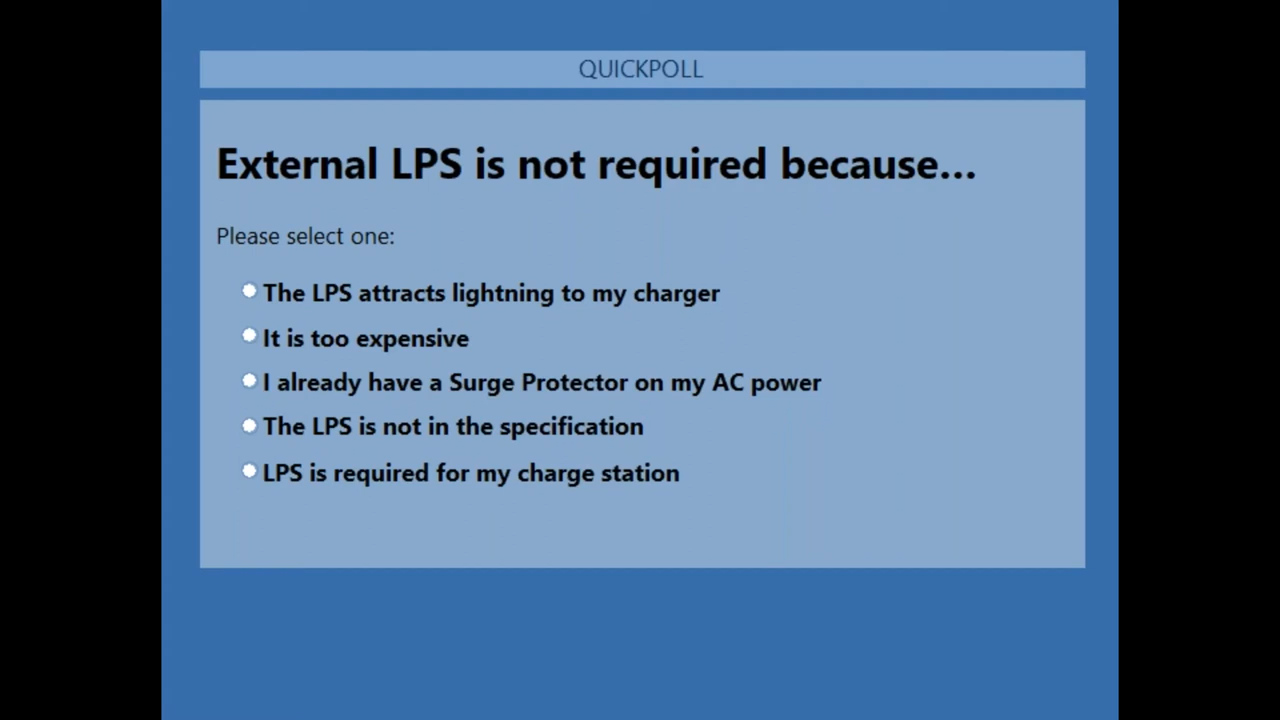 QUICKPOLL
External LPS is not required because...
Please select one:
The LPS attracts lightning to my charger
It is too expensive
I already have a Surge Protector on my AC power
The LPS is not in the specification
LPS is required for my charge station